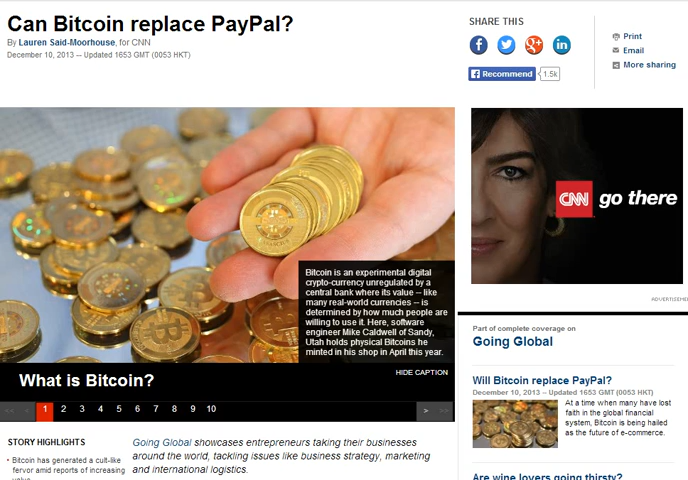 Can Bitcoin replace PayPal?
By Lauren Said-Moorhouse, for CNN
December 10, 2013 -- Updated 1653 GMT (0053 HKT)
SHARE THIS
Recommend
1.5k
Print
Email
More sharing
Bitcoin is an experimental digital
crypto-currency unregulated by a
central bank where its value -- like
many real-world currencies -- is
determined by how much people are
willing to use it. Here, software
engineer Mike Caldwell of Sandy,
Utah holds physical Bitcoins he
minted in his shop in April this year.
HIDE CAPTION
What is Bitcoin?
<< < 1 2 3 4 5 6 7 8 9 10 > >>
STORY HIGHLIGHTS
• Bitcoin has generated a cult-like
fervor amid reports of increasing
value
Going Global showcases entrepreneurs taking their businesses
around the world, tackling issues like business strategy, marketing
and international logistics.
CNN go there
Part of complete coverage on
Going Global
Will Bitcoin replace PayPal?
December 10, 2013 -- Updated 1653 GMT (0053 HKT)
At a time when many have lost
faith in the global financial
system, Bitcoin is being hailed
as the future of e-commerce.
Are wine lovers going thirsty?